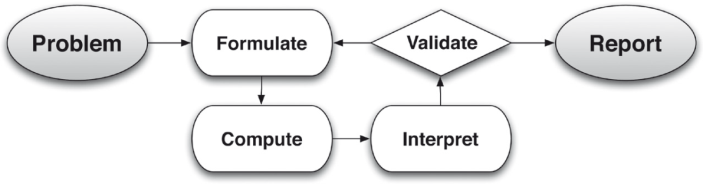 Problem
Formulate
Validate
Report
Compute
Interpret